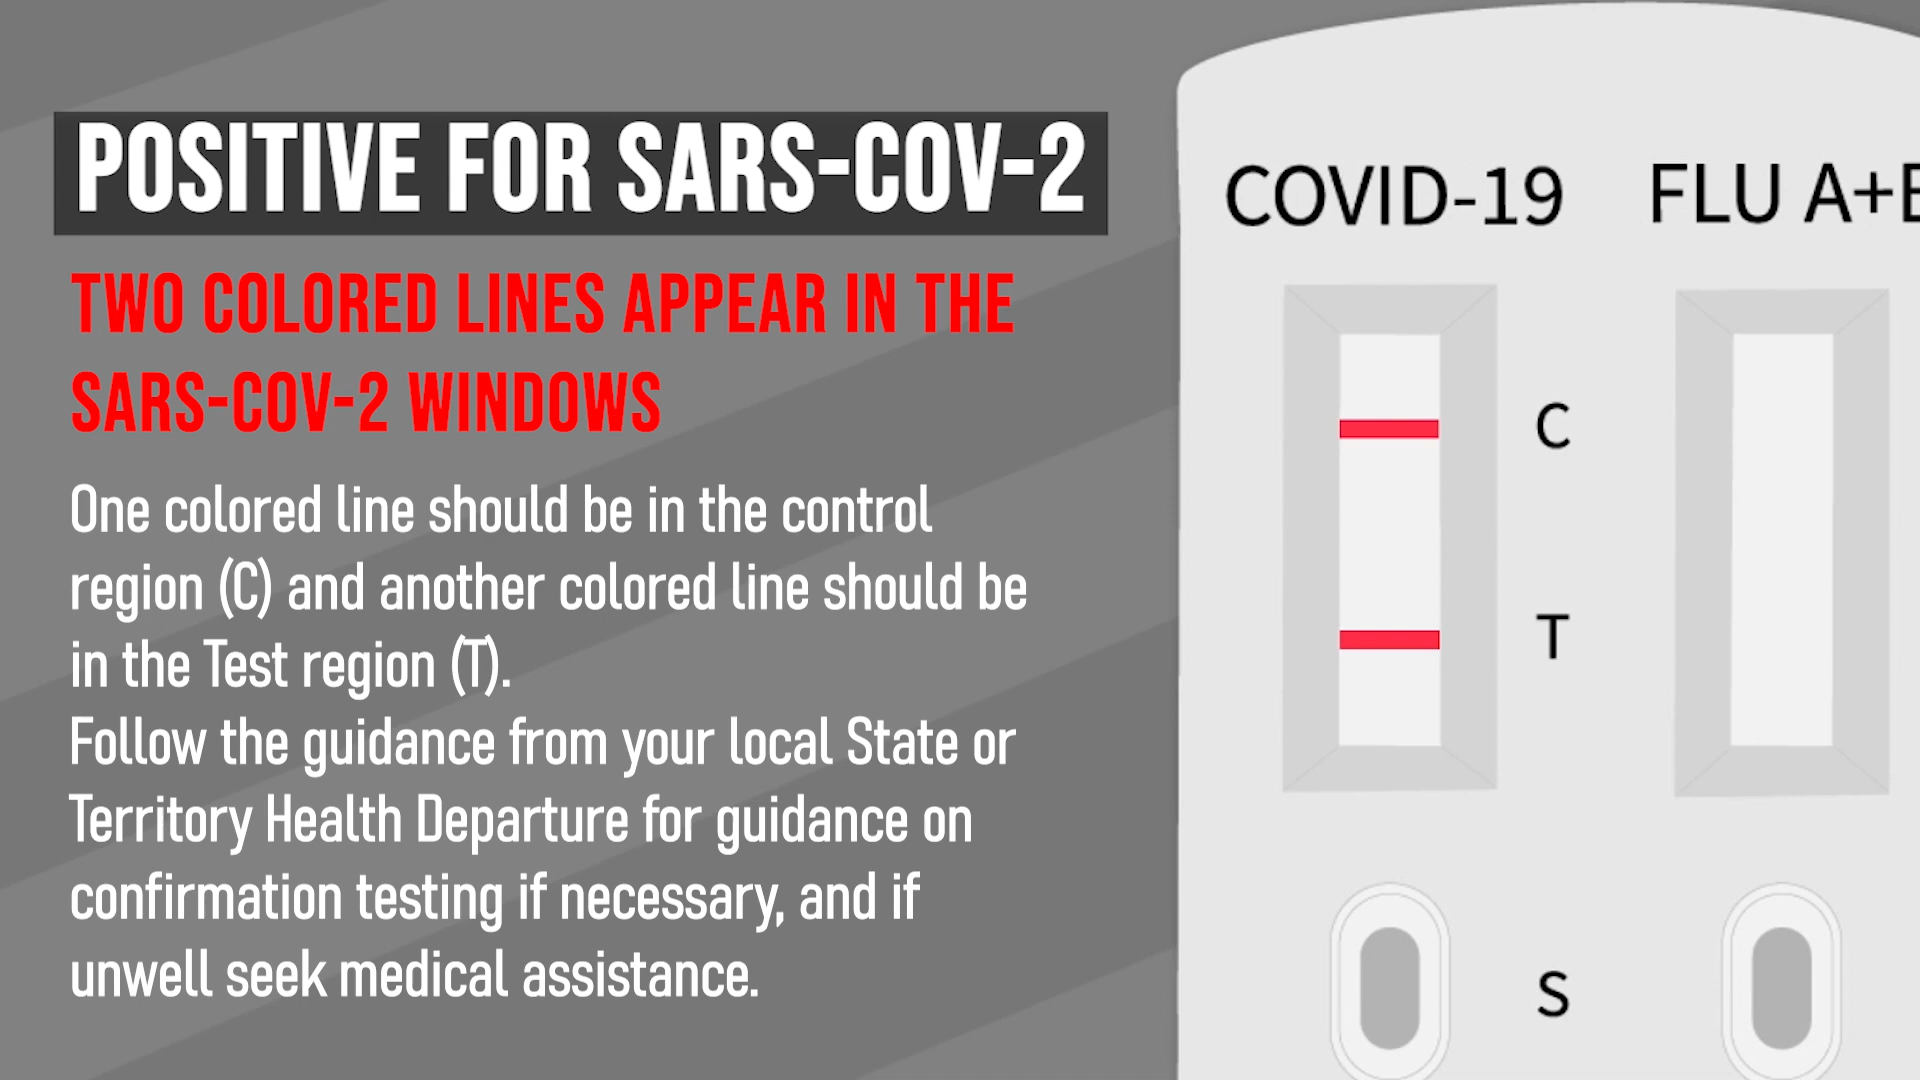 POSITIVE FOR SARS-COV-2
TWO COLORED LINES APPEAR IN THE
SARS-COV-2 WINDOWS
One colored line should be in the control
region (C) and another colored line should be
in the Test region (T).
Follow the guidance from your local State or
Territory Health Departure for guidance on
confirmation testing if necessary, and if
unwell seek medical assistance.
COVID-19 FLU A+B
C
T
S